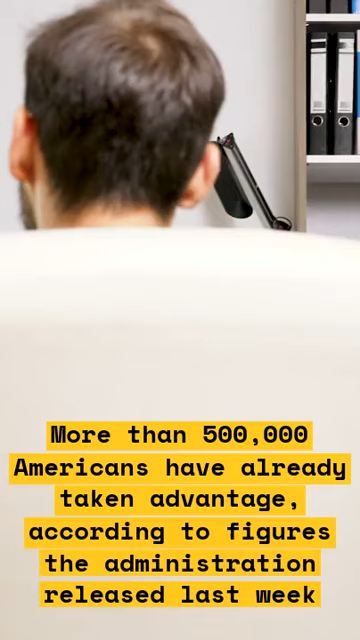 More than 500,000
Americans have already
taken advantage,
according to figures
the administration
released last week